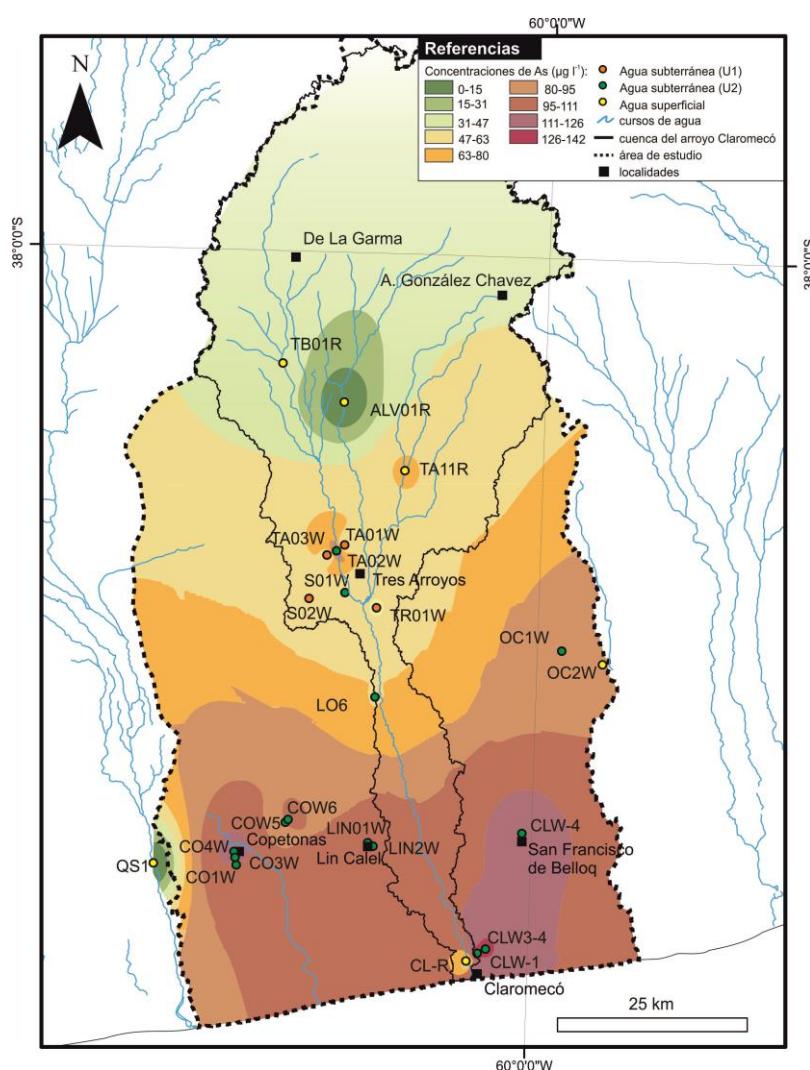 60°0'0"W
N
Referencias
Concentraciones de As (µg l⁻¹):
0-15
15-31
31-47
47-63
63-80
80-95
95-111
111-126
126-142
Agua subterránea (U1)
Agua subterránea (U2)
Agua superficial
cursos de agua
cuenca del arroyo Claromecó
área de estudio
localidades
38°0'0"S
38°0'0"S
De La Garma
A. González Chavez
TB01R
ALV01R
TA11R
TA03W
TA01W
TA02W
S01W
Tres Arroyos
S02W
TR01W
OC1W
OC2W
LO6
COW6
COW5
LIN01W
CLW-4
CO4W
Copetonas
LIN2W
San Francisco
de Belloq
QS1
CO3W
Lin Calel
CO1W
CLW3-4
CL-R
CLW-1
Claromecó
25 km
60°0'0"W